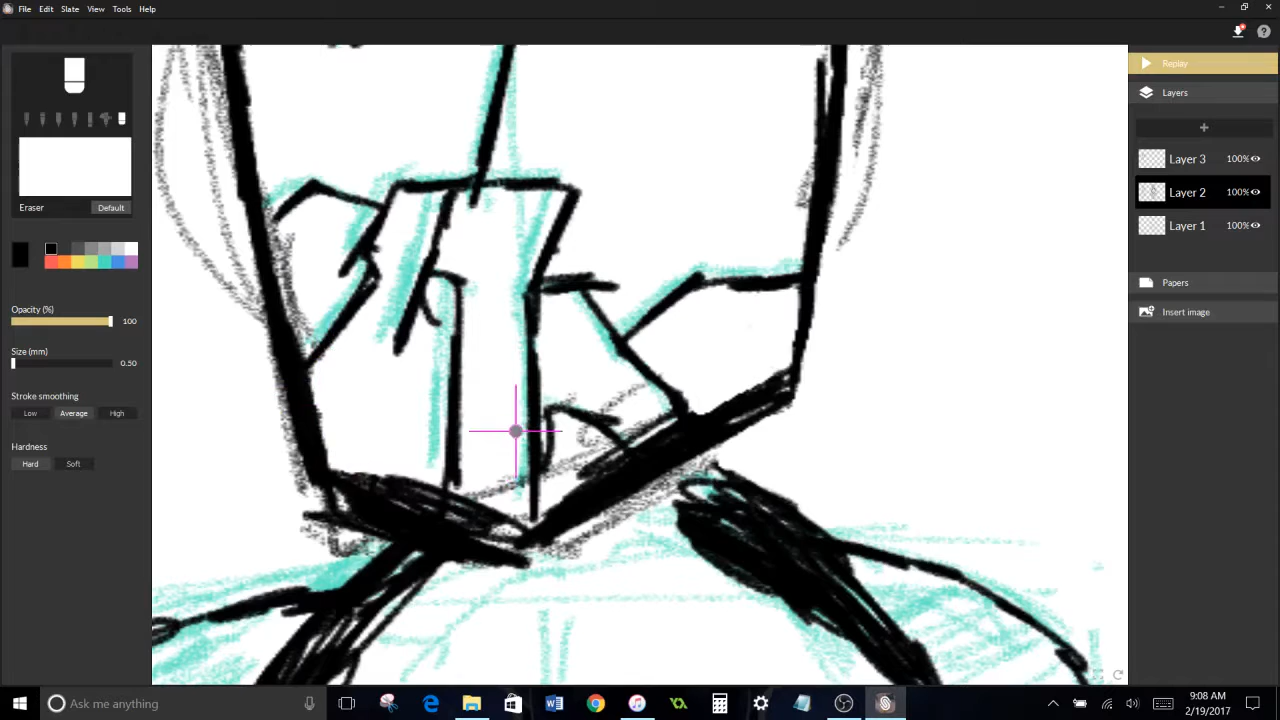 File Edit Slate View Tools Help
Replay
Layers
Layer 3 100%
Eraser Default
Layer 2 100%
Layer 1 100%
Papers
Insert image
Opacity (%)
100
Size (mm)
0.50
Stroke smoothing
Low Average High
Hardness
Hard Soft
Ask me anything
9:08 AM
2/19/2017